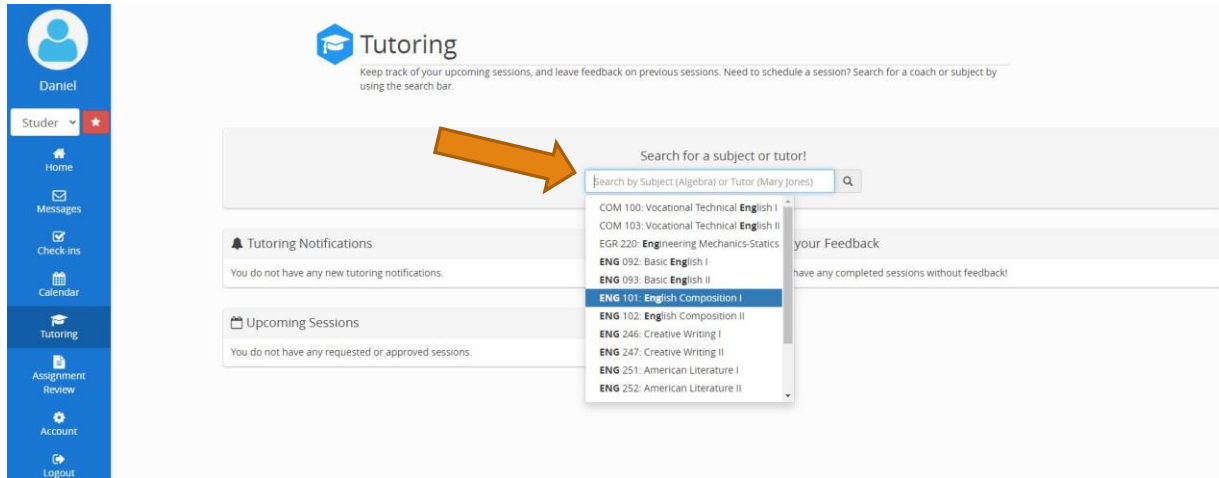 Daniel
Studer
Home
Messages
Check-ins
Calendar
Tutoring
Assignment
Review
Account
Logout
Tutoring
Keep track of your upcoming sessions, and leave feedback on previous sessions. Need to schedule a session? Search for a coach or subject by
using the search bar.
Search for a subject or tutor!
Search by Subject (Algebra) or Tutor (Mary Jones)
COM 100: Vocational Technical English I
COM 103: Vocational Technical English II
EGR 220: Engineering Mechanics-Statics
ENG 092: Basic English I
ENG 093: Basic English II
ENG 101: English Composition I
ENG 102: English Composition II
ENG 246: Creative Writing I
ENG 247: Creative Writing II
ENG 251: American Literature I
ENG 252: American Literature II
Tutoring Notifications
You do not have any new tutoring notifications.
your Feedback
have any completed sessions without feedback!
Upcoming Sessions
You do not have any requested or approved sessions.